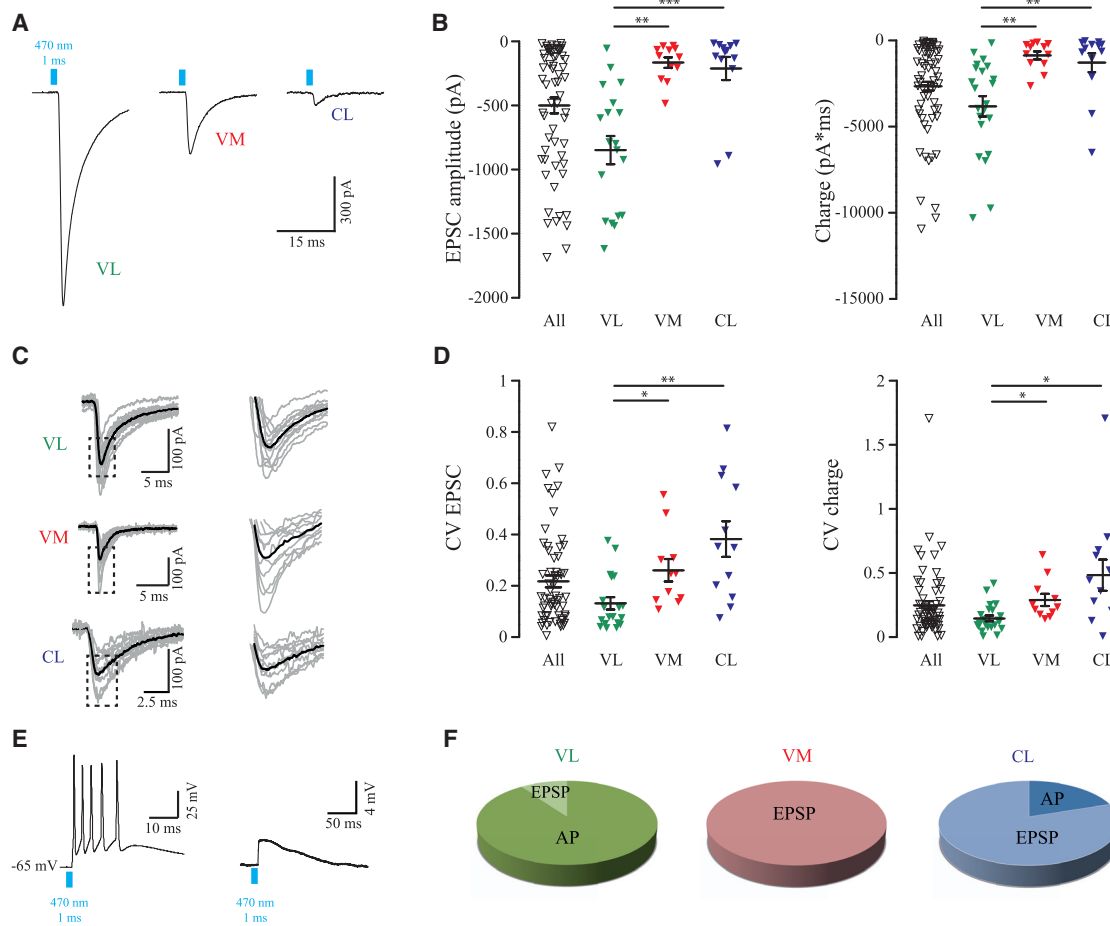 A
470 nm
1 ms
VL
VM
CL
300 pA
15 ms
B
***
**
EPSC amplitude (pA)
0
-500
-1000
-1500
-2000
All
VL
VM
CL
**
**
Charge (pA*ms)
0
-5000
-10000
-15000
All
VL
VM
CL
C
VL
100 pA
5 ms
VM
100 pA
5 ms
CL
100 pA
2.5 ms
D
**
*
CV EPSC
1
0.8
0.6
0.4
0.2
0
All
VL
VM
CL
*
*
CV charge
2
1.5
1
0.5
0
All
VL
VM
CL
E
25 mV
10 ms
-65 mV
470 nm
1 ms
4 mV
50 ms
470 nm
1 ms
F
VL
EPSP
AP
VM
EPSP
CL
AP
EPSP